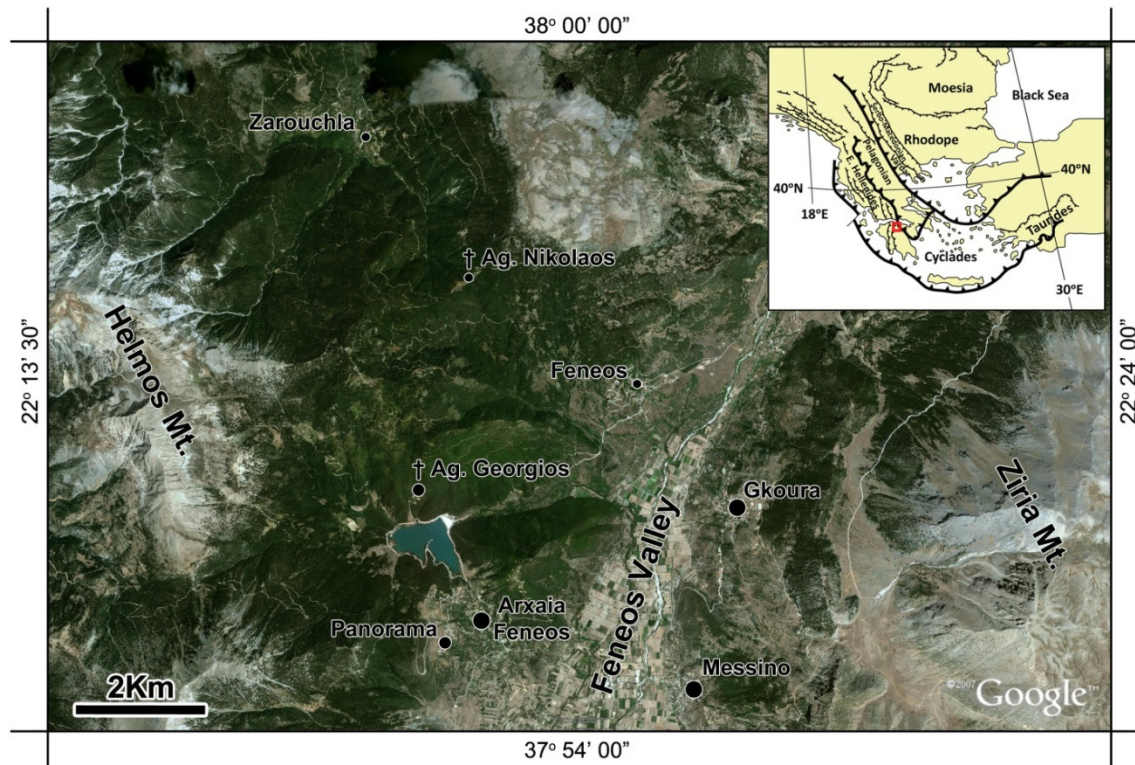 38° 00' 00”
Zarouchla
† Ag. Nikolaos
Helmos Mt.
22° 13' 30”
22° 24' 00”
Feneos
† Ag. Georgios
Gkoura
Ziria Mt.
Feneos Valley
Arxaia
Feneos
Panorama
Messino
2Km
©2007 Google™
37° 54' 00”
Moesia
Black Sea
Rhodope
Pelagonian
E. Hellenides
40°N
40°N
18°E
Taurides
Cyclades
30°E